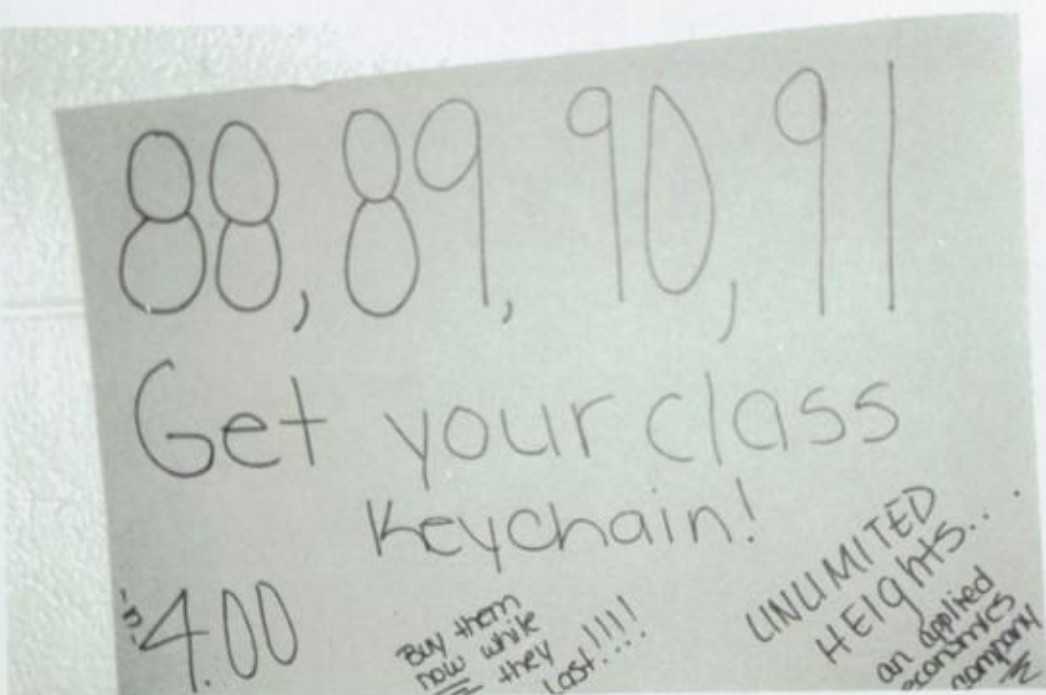 88, 89, 90, 91
Get your class
Keychain!
4.00
Buy them
now while
they
last!!!!
UNLIMITED
HEIghts...
an applied
economics
company